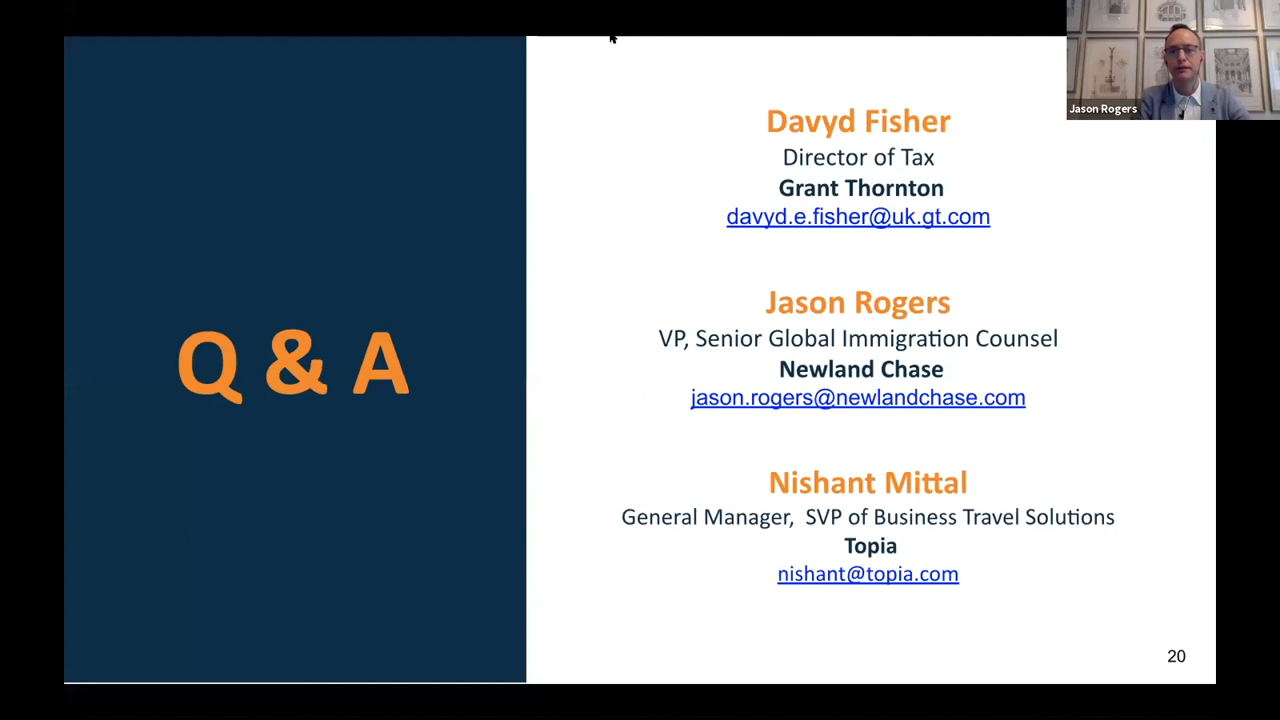 Jason Rogers
Q & A
Davyd Fisher
Director of Tax
Grant Thornton
davyd.e.fisher@uk.gt.com
Jason Rogers
VP, Senior Global Immigration Counsel
Newland Chase
jason.rogers@newlandchase.com
Nishant Mittal
General Manager,  SVP of Business Travel Solutions
Topia
nishant@topia.com
20